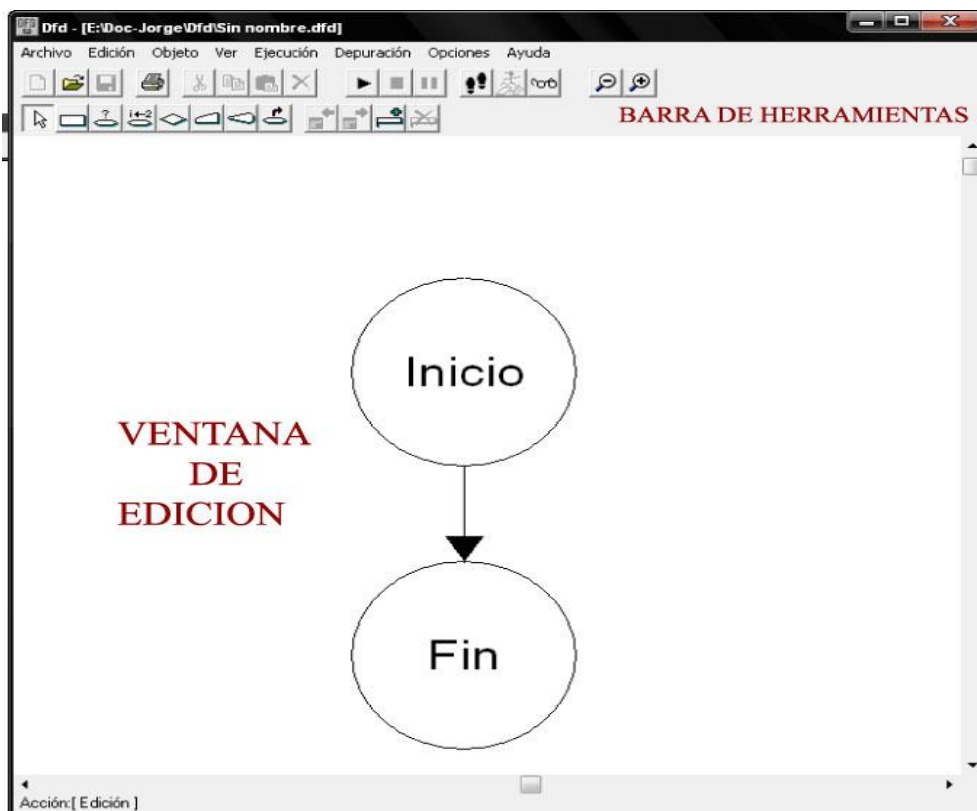 Dfd - [E:\Doc-Jorge\Dfd\Sin nombre.dfd]
Archivo Edición Objeto Ver Ejecución Depuración Opciones Ayuda
BARRA DE HERRAMIENTAS
Inicio
VENTANA
DE
EDICION
Fin
Acción:[ Edición ]